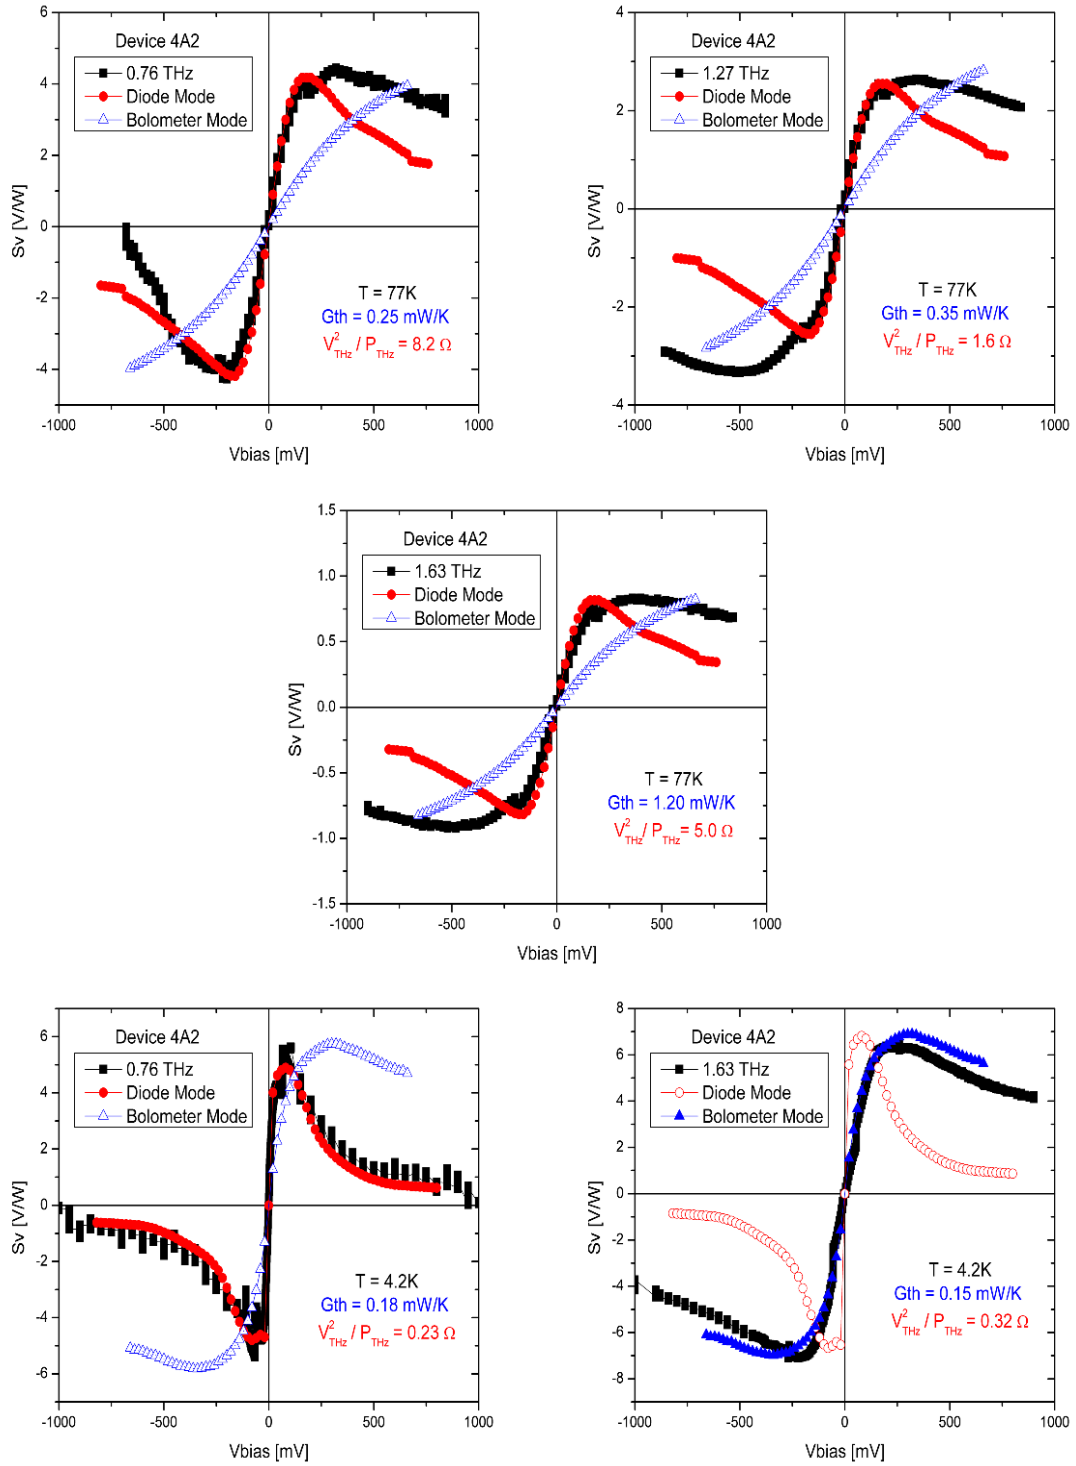 Device 4A2
0.76 THz
Diode Mode
Bolometer Mode
6
4
2
0
-2
-4
Sv [V/W]
T = 77K
Gth = 0.25 mW/K
V²THz / PTHz = 8.2 Ω
-1000 -500 0 500 1000
Vbias [mV]
Device 4A2
1.27 THz
Diode Mode
Bolometer Mode
4
2
0
-2
-4
Sv [V/W]
T = 77K
Gth = 0.35 mW/K
V²THz / PTHz = 1.6 Ω
-1000 -500 0 500 1000
Vbias [mV]
Device 4A2
1.63 THz
Diode Mode
Bolometer Mode
1.5
1.0
0.5
0.0
-0.5
-1.0
-1.5
Sv [V/W]
T = 77K
Gth = 1.20 mW/K
V²THz / PTHz = 5.0 Ω
-1000 -500 0 500 1000
Vbias [mV]
Device 4A2
0.76 THz
Diode Mode
Bolometer Mode
6
4
2
0
-2
-4
-6
Sv [V/W]
T = 4.2K
Gth = 0.18 mW/K
V²THz / PTHz = 0.23 Ω
-1000 -500 0 500 1000
Vbias [mV]
Device 4A2
1.63 THz
Diode Mode
Bolometer Mode
8
6
4
2
0
-2
-4
-6
-8
Sv [V/W]
T = 4.2K
Gth = 0.15 mW/K
V²THz / PTHz = 0.32 Ω
-1000 -500 0 500 1000
Vbias [mV]